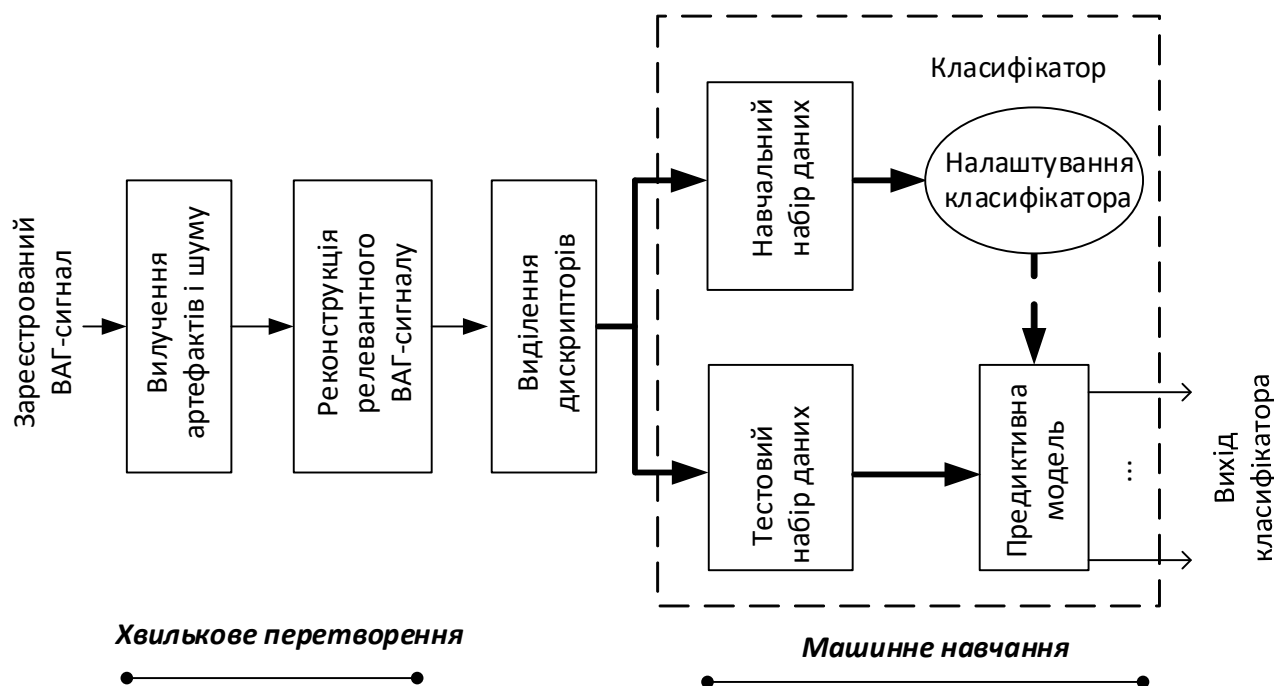 Зареєстрований
ВАГ-сигнал
Вилучення
артефактів і шуму
Реконструкція
релевантного
ВАГ-сигналу
Виділення
дискрипторів
Класифікатор
Навчальний
набір даних
Налаштування
класифікатора
Тестовий
набір даних
Предиктивна
модель
...
Вихід
класифікатора
Хвилькове перетворення
Машинне навчання